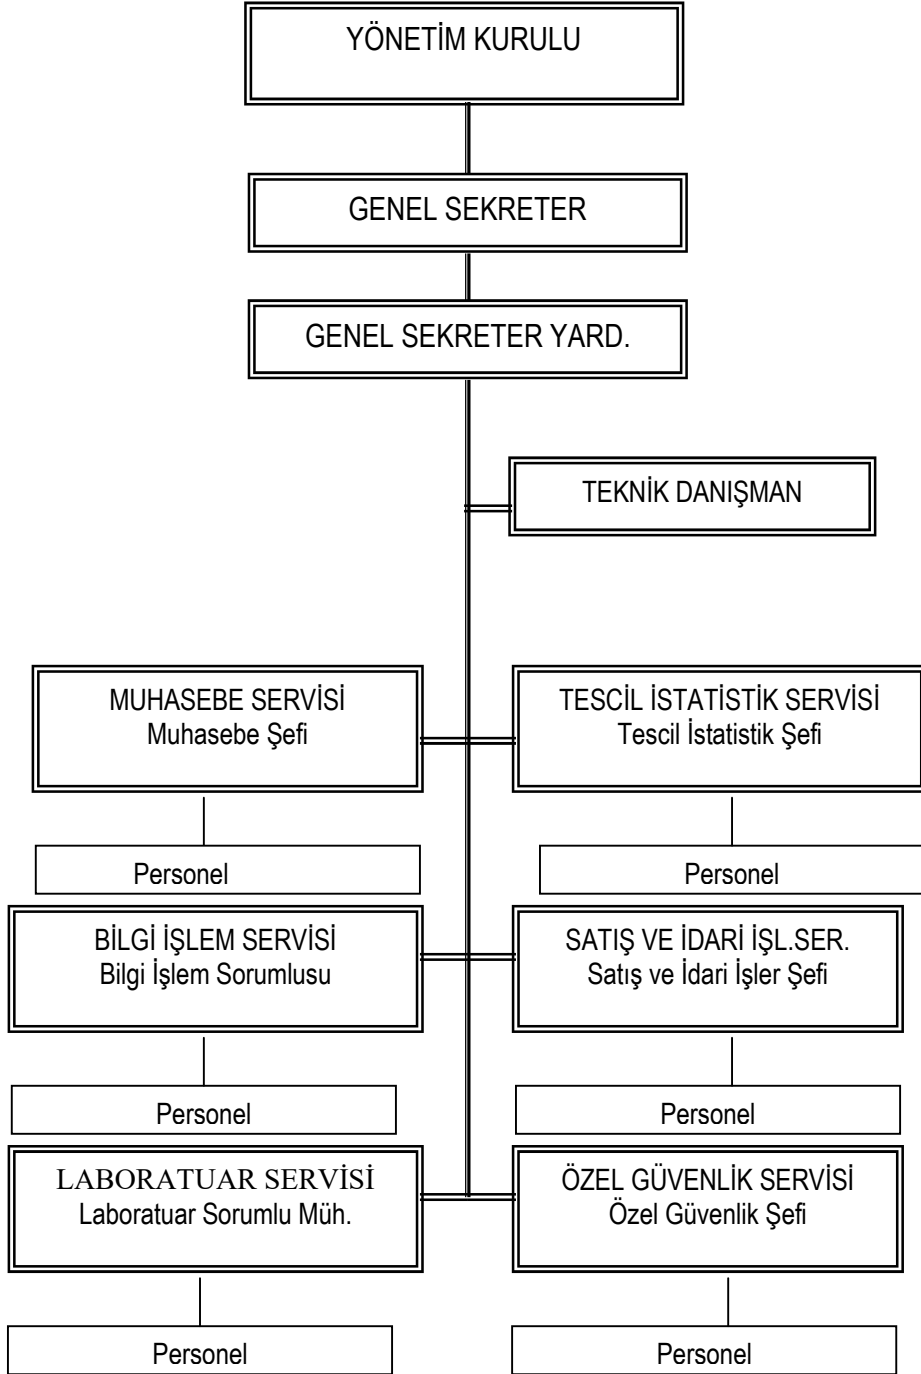 YÖNETİM KURULU
GENEL SEKRETER
GENEL SEKRETER YARD.
TEKNİK DANIŞMAN
MUHASEBE SERVİSİ
Muhasebe Şefi
TESCİL İSTATİSTİK SERVİSİ
Tescil İstatistik Şefi
Personel
Personel
BİLGİ İŞLEM SERVİSİ
Bilgi İşlem Sorumlusu
SATIŞ VE İDARİ İŞL.SER.
Satış ve İdari İşler Şefi
Personel
Personel
LABORATUAR SERVİSİ
Laboratuar Sorumlu Müh.
ÖZEL GÜVENLİK SERVİSİ
Özel Güvenlik Şefi
Personel
Personel